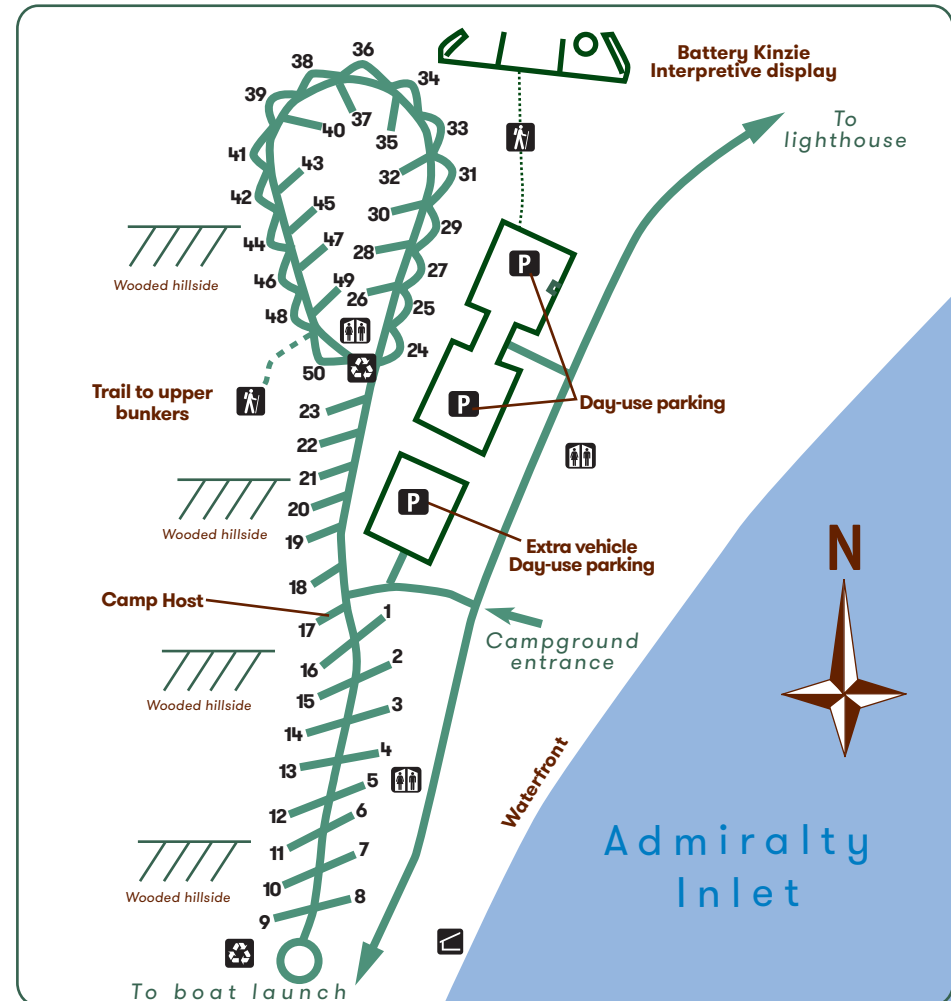 Battery Kinzie
Interpretive display
To
lighthouse
36
38
34
39
37
40
33
35
41
43
32
31
42
45
30
29
44
47
28
27
46
49
26
25
48
24
50
Wooded hillside
Trail to upper
bunkers
P
P
Day-use parking
23
22
21
20
19
Wooded hillside
P
Extra vehicle
Day-use parking
18
Camp Host
17
1
Campground
entrance
N
16
2
15
3
14
4
13
5
12
6
11
7
10
8
9
Wooded hillside
Wooded hillside
Waterfront
Admiralty
Inlet
To boat launch